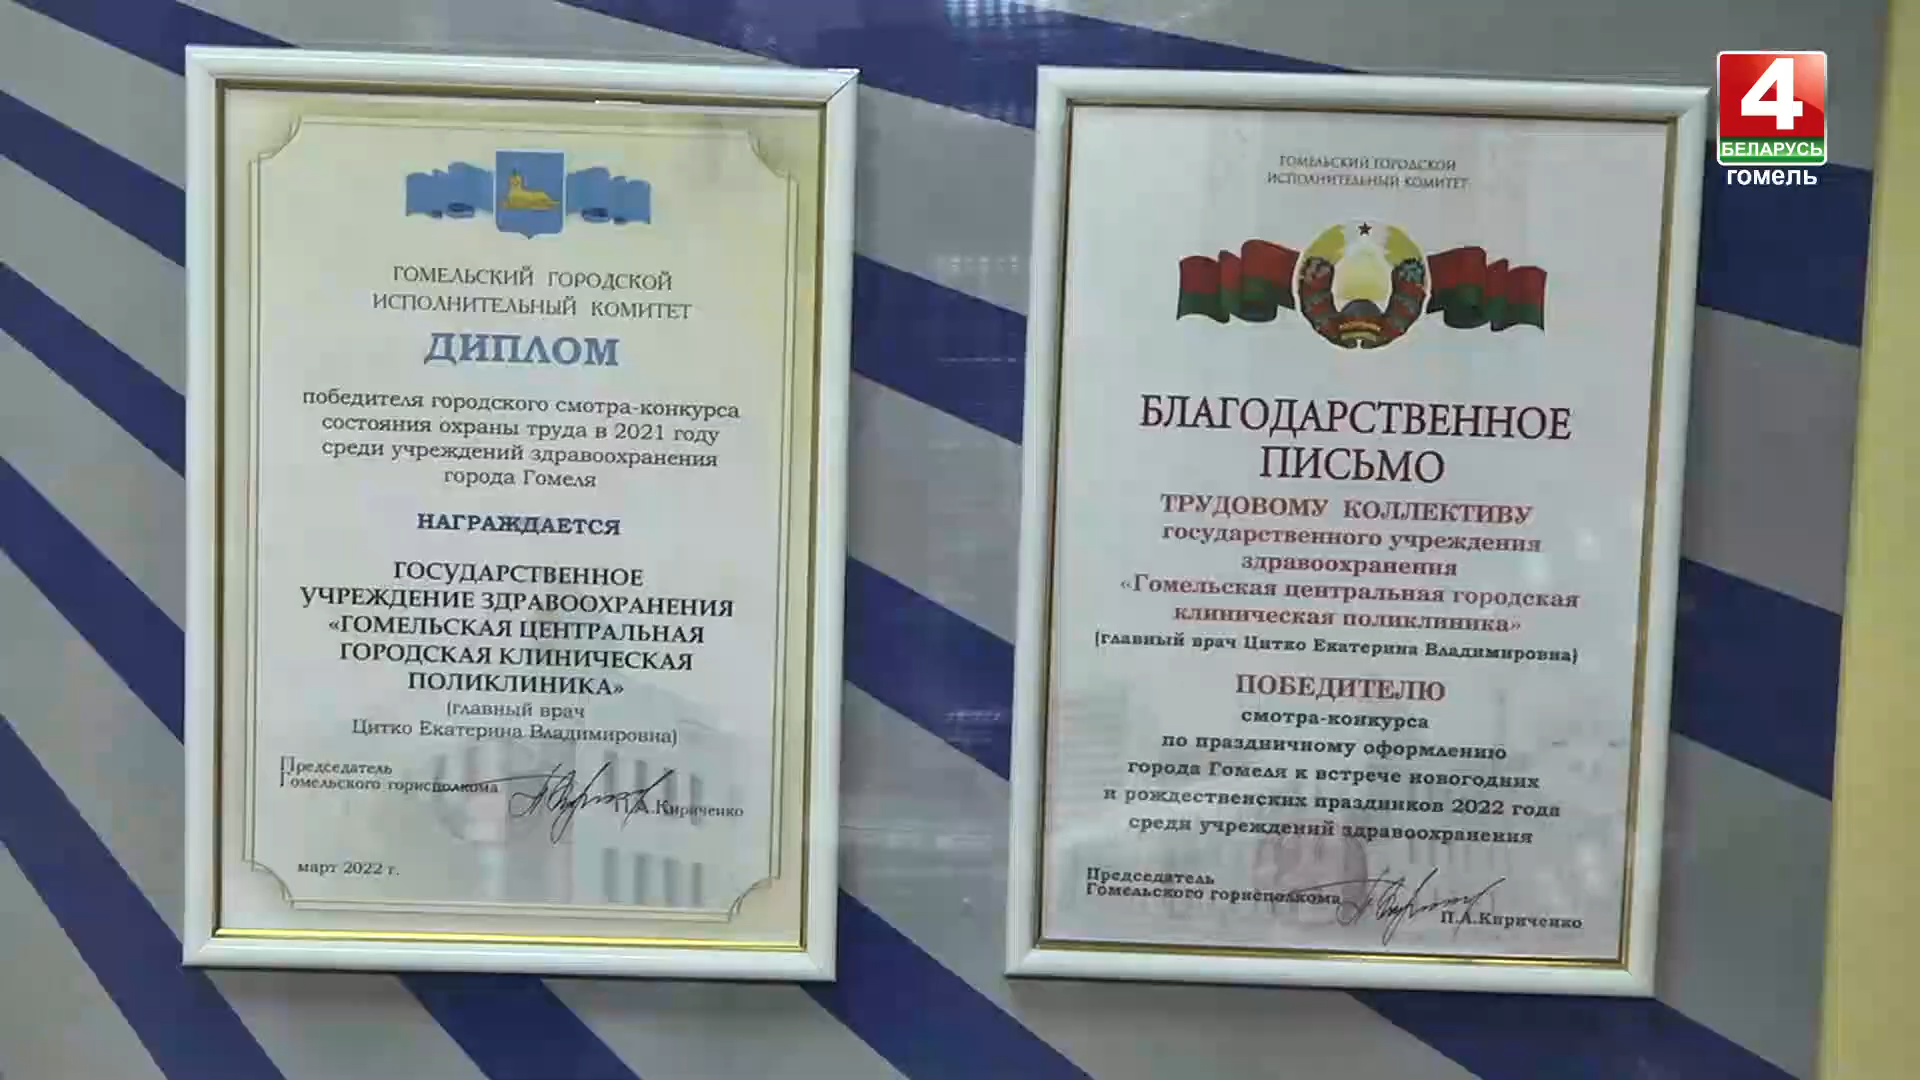 ГОМЕЛЬСКИЙ ГОРОДСКОЙ
ИСПОЛНИТЕЛЬНЫЙ КОМИТЕТ
ДИПЛОМ
победителя городского смотра-конкурса
состояния охраны труда в 2021 году
среди учреждений здравоохранения
города Гомеля
НАГРАЖДАЕТСЯ
ГОСУДАРСТВЕННОЕ
УЧРЕЖДЕНИЕ ЗДРАВООХРАНЕНИЯ
«ГОМЕЛЬСКАЯ ЦЕНТРАЛЬНАЯ
ГОРОДСКАЯ КЛИНИЧЕСКАЯ
ПОЛИКЛИНИКА»
(главный врач
Цитко Екатерина Владимировна)
Председатель
Гомельского горисполкома
П.А.Кириченко
март 2022 г.
ГОМЕЛЬСКИЙ ГОРОДСКОЙ
ИСПОЛНИТЕЛЬНЫЙ КОМИТЕТ
БЛАГОДАРСТВЕННОЕ
ПИСЬМО
ТРУДОВОМУ КОЛЛЕКТИВУ
государственного учреждения
здравоохранения
«Гомельская центральная городская
клиническая поликлиника»
(главный врач Цитко Екатерина Владимировна)
ПОБЕДИТЕЛЮ
смотра-конкурса
по праздничному оформлению
города Гомеля к встрече новогодних
и рождественских праздников 2022 года
среди учреждений здравоохранения
Председатель
Гомельского горисполкома
П.А.Кириченко
4
БЕЛАРУСЬ
ГОМЕЛЬ